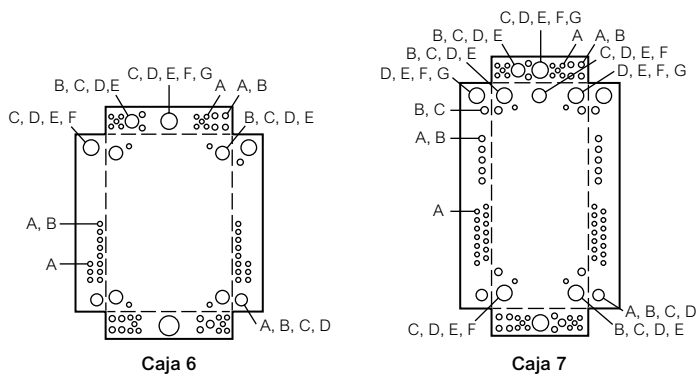 C, D, E, F, G
B, C, D,E
A
A, B
C, D, E, F
B, C, D, E
A, B
A
A, B, C, D
Caja 6
C, D, E, F,G
B, C, D, E
A
A, B
B, C, D, E
C, D, E, F
D, E, F, G
D, E, F, G
B, C
A, B
A
A, B, C, D
C, D, E, F
B, C, D, E
Caja 7